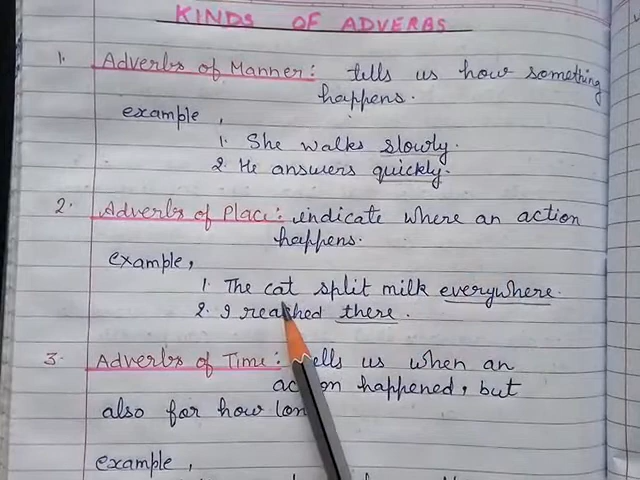 KINDS OF ADVERBS
1. Adverbs of Manner: tells us how something
happens.
example,
1. She walks slowly.
2. He answers quickly.
2. Adverbs of Place: indicate where an action
happens.
example,
1. The cat split milk everywhere.
2. I reached there.
3. Adverbs of Time: tells us when an
action happened, but
also for how long
example,